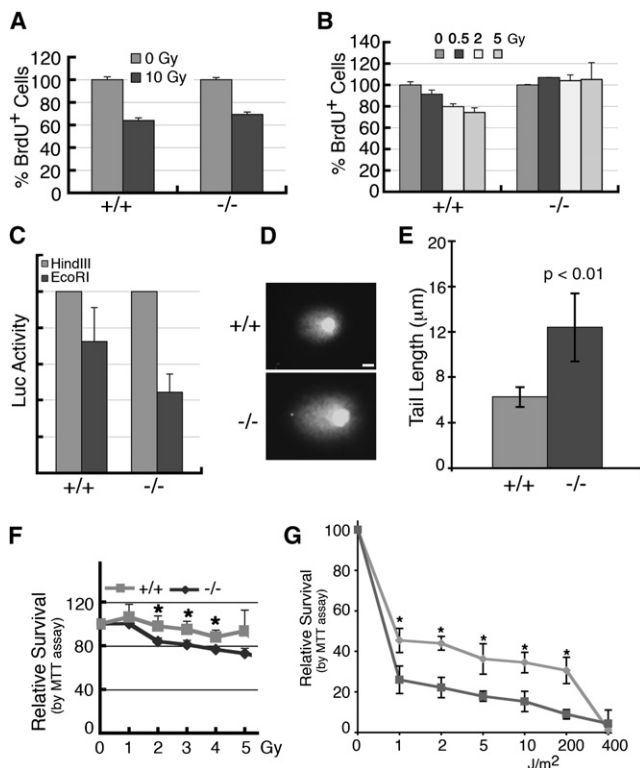 A
% BrdU+ Cells
120
100
80
60
40
20
0
0 Gy
10 Gy
+/+
-/-
B
% BrdU+ Cells
140
120
100
80
60
40
20
0
0 0.5 2 5 Gy
+/+
-/-
C
HindIII
EcoRI
Luc Activity
+/+
-/-
D
+/+
-/-
E
Tail Length (μm)
20
16
12
8
4
0
p < 0.01
+/+
-/-
F
Relative Survival
(by MTT assay)
+/+
-/-
120
80
40
0
* * *
0 1 2 3 4 5 Gy
G
Relative Survival
(by MTT assay)
100
80
60
40
20
0
* * * * *
0 1 2 5 10 200 400
J/m2